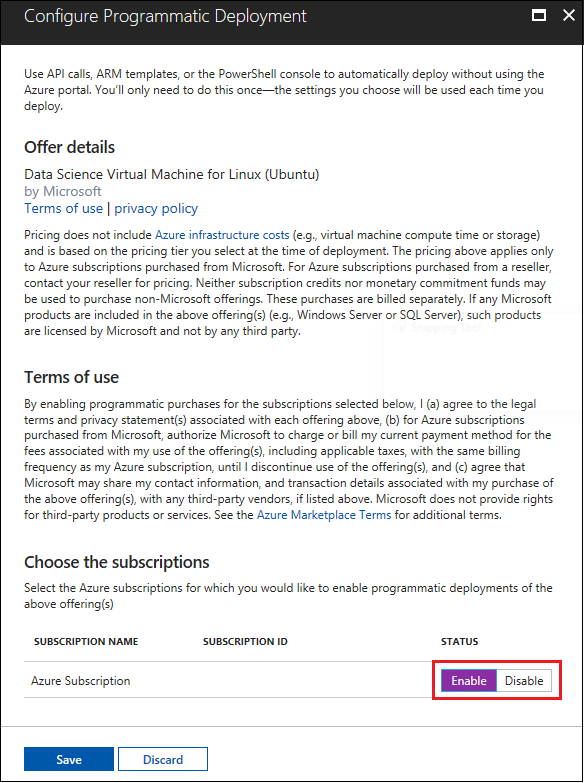 Configure Programmatic Deployment
Use API calls, ARM templates, or the PowerShell console to automatically deploy without using the
Azure portal. You'll only need to do this once—the settings you choose will be used each time you
deploy.
Offer details
Data Science Virtual Machine for Linux (Ubuntu)
by Microsoft
Terms of use | privacy policy
Pricing does not include Azure infrastructure costs (e.g., virtual machine compute time or storage)
and is based on the pricing tier you select at the time of deployment. The pricing above applies only
to Azure subscriptions purchased from Microsoft. For Azure subscriptions purchased from a reseller,
contact your reseller for pricing. Neither subscription credits nor monetary commitment funds may
be used to purchase non-Microsoft offerings. These purchases are billed separately. If any Microsoft
products are included in the above offering(s) (e.g., Windows Server or SQL Server), such products
are licensed by Microsoft and not by any third party.
Snipping Tool
Terms of use
By enabling programmatic purchases for the subscriptions selected below, I (a) agree to the legal
terms and privacy statement(s) associated with each offering above, (b) for Azure subscriptions
purchased from Microsoft, authorize Microsoft to charge or bill my current payment method for the
fees associated with my use of the offering(s), including applicable taxes, with the same billing
frequency as my Azure subscription, until I discontinue use of the offering(s), and (c) agree that
Microsoft may share my contact information, and transaction details associated with my purchase of
the above offering(s), with any third-party vendors, if listed above. Microsoft does not provide rights
for third-party products or services. See the Azure Marketplace Terms for additional terms.
Choose the subscriptions
Select the Azure subscriptions for which you would like to enable programmatic deployments of the
above offering(s)
SUBSCRIPTION NAME SUBSCRIPTION ID STATUS
Azure Subscription Enable Disable
Save Discard